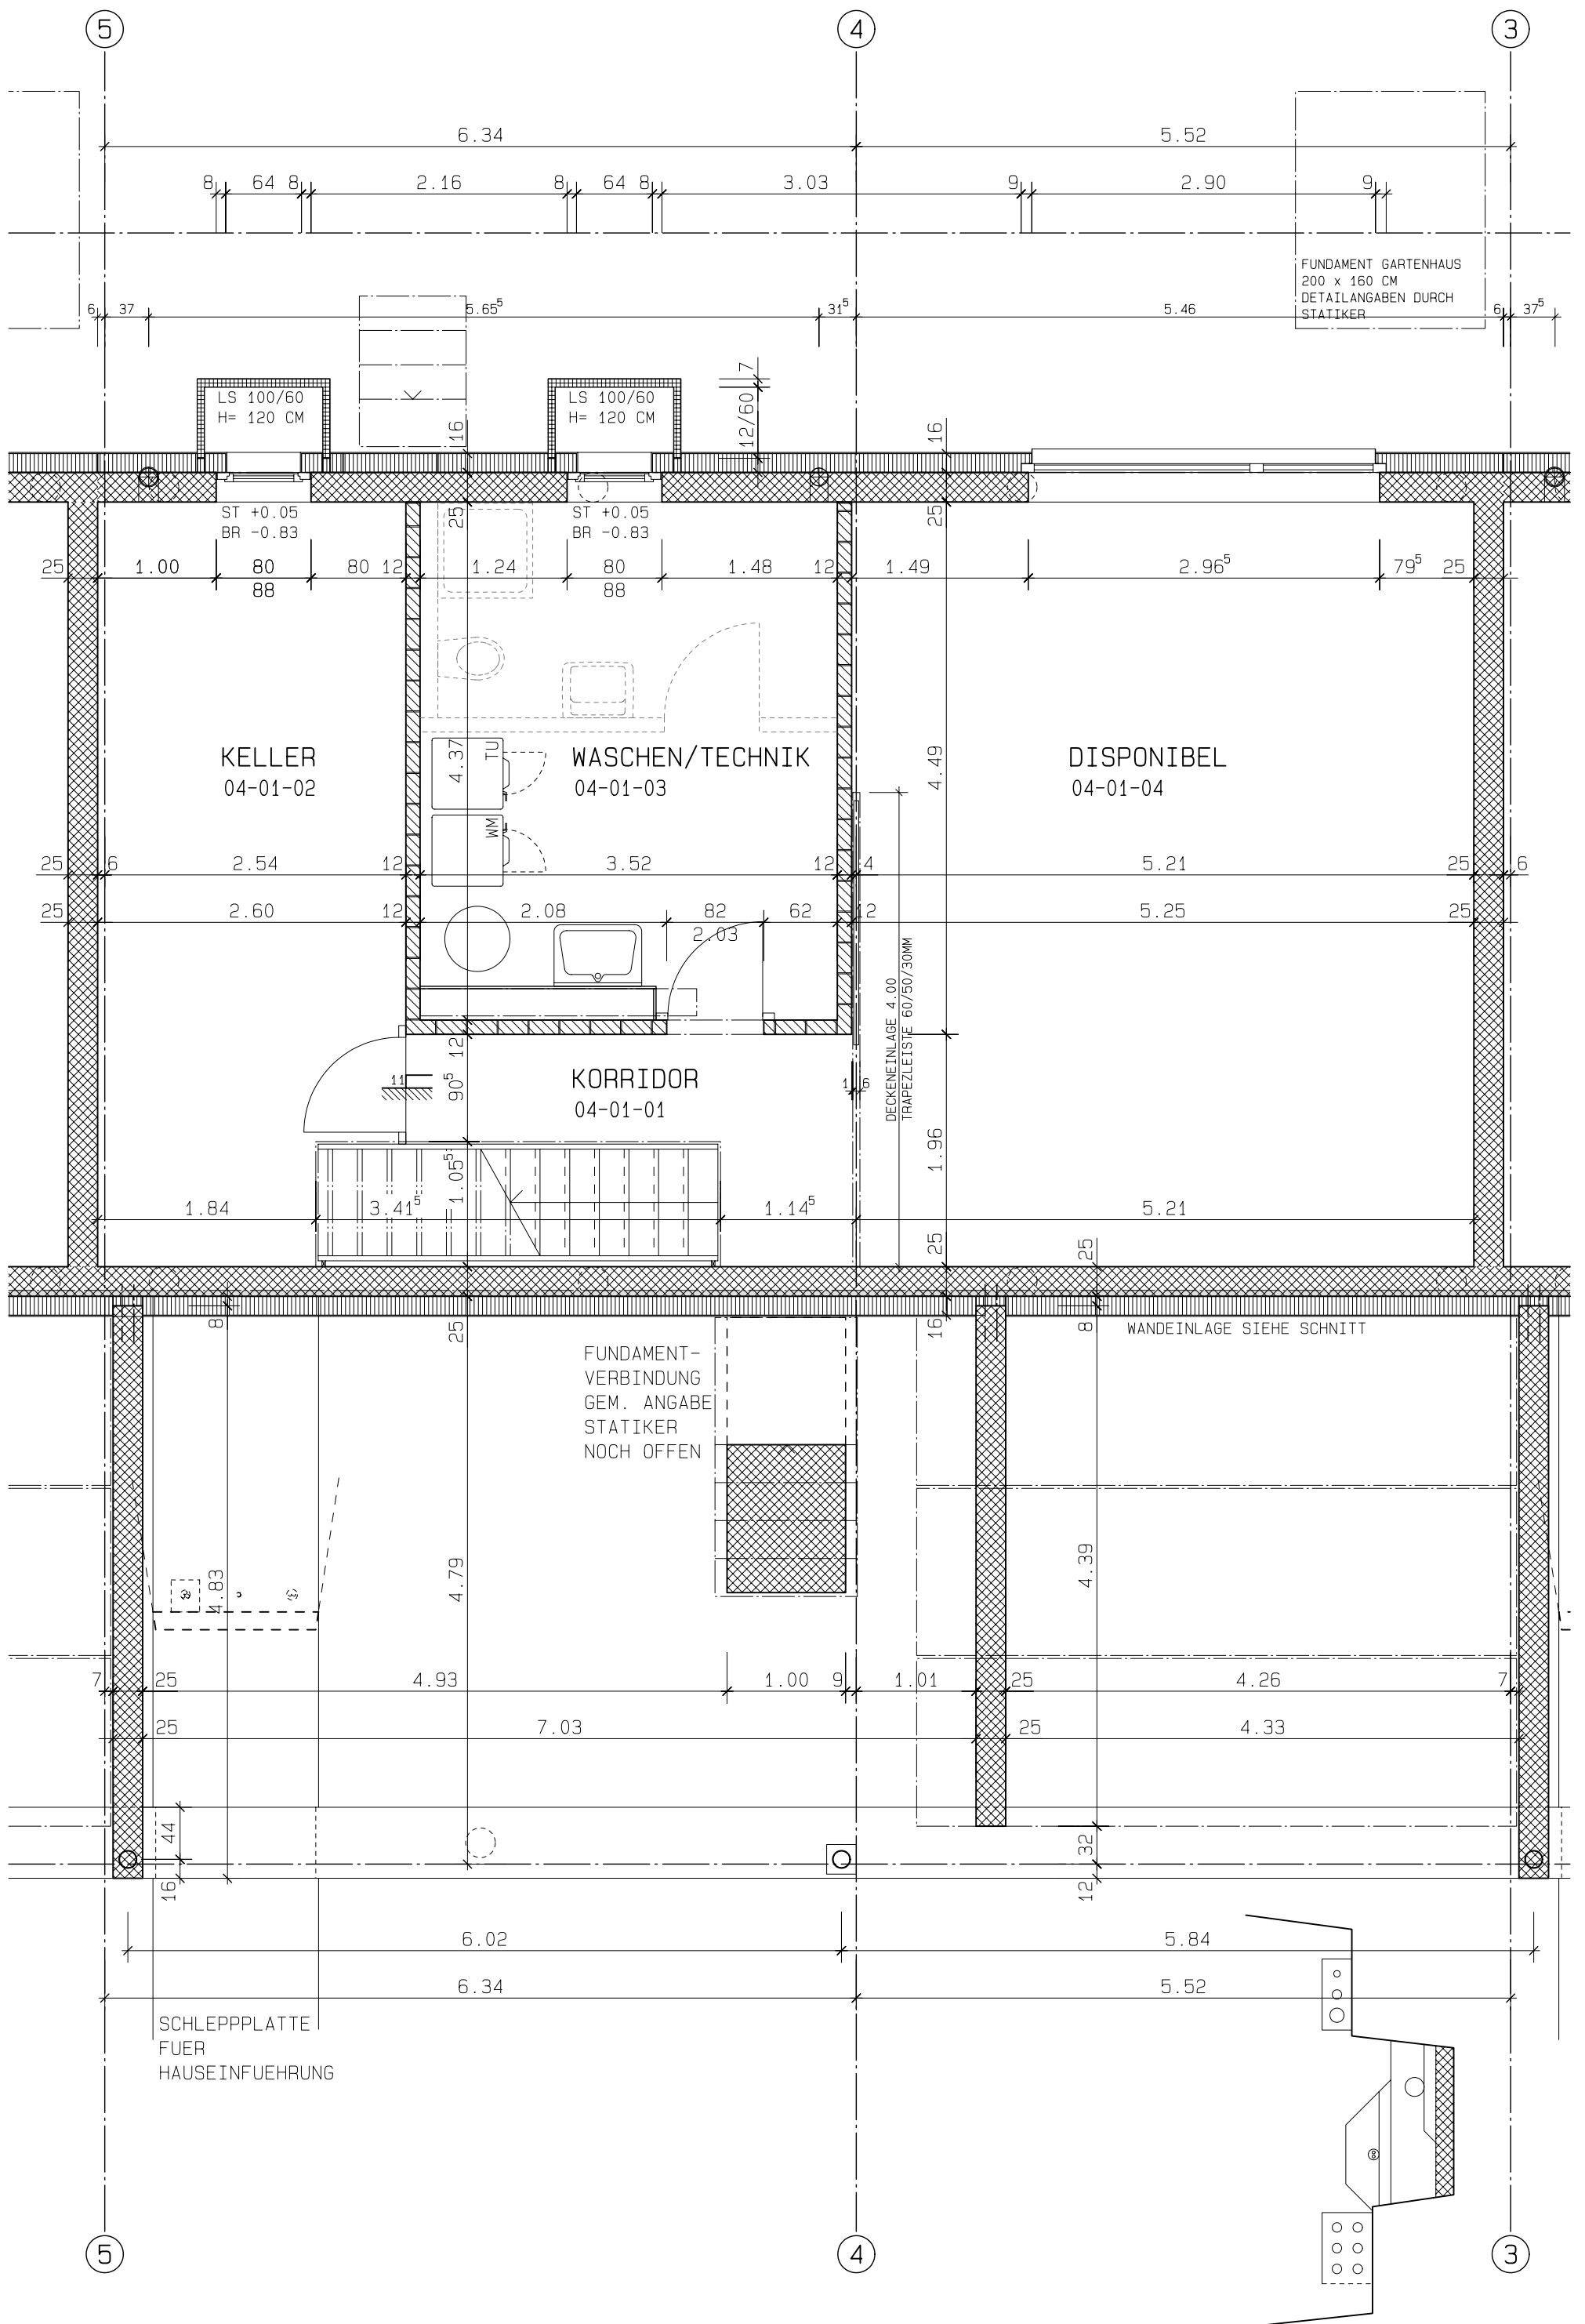 5 4 3
6.34 5.52
8 64 8 2.16 8 64 8 3.03 9 2.90 9
FUNDAMENT GARTENHAUS
200 x 160 CM
DETAILANGABEN DURCH
STATIKER
6 37 5.65⁵ 31⁵ 5.46 6 37⁵
7
LS 100/60 LS 100/60
H= 120 CM H= 120 CM
12/60
16 16
ST +0.05 ST +0.05
BR -0.83 BR -0.83
25 25
25 1.00 80 80 12 1.24 80 1.48 12 1.49 2.96⁵ 79⁵ 25
88 88
KELLER WASCHEN/TECHNIK DISPONIBEL
04-01-02 04-01-03 04-01-04
4.37 TU 4.49
WM
25 6 2.54 12 3.52 12 4 5.21 25 6
25 2.60 12 2.08 82 62 12 5.25 25
2.03
DECKENEINLAGE 4.00
TRAPEZLEISTE 60/50/30MM
12
KORRIDOR
04-01-01
11 90⁵ 1 6
1.05⁵ 1.96
1.84 3.41⁵ 1.14⁵ 5.21
25 25
8 25 16 8
WANDEINLAGE SIEHE SCHNITT
FUNDAMENT-
VERBINDUNG
GEM. ANGABE
STATIKER
NOCH OFFEN
4.83 4.79 4.39
7 25 4.93 1.00 9 1.01 25 4.26 7
25 7.03 25 4.33
44 32
16 12
6.02 5.84
6.34 5.52
SCHLEPPPLATTE
FUER
HAUSEINFUEHRUNG
5 4 3